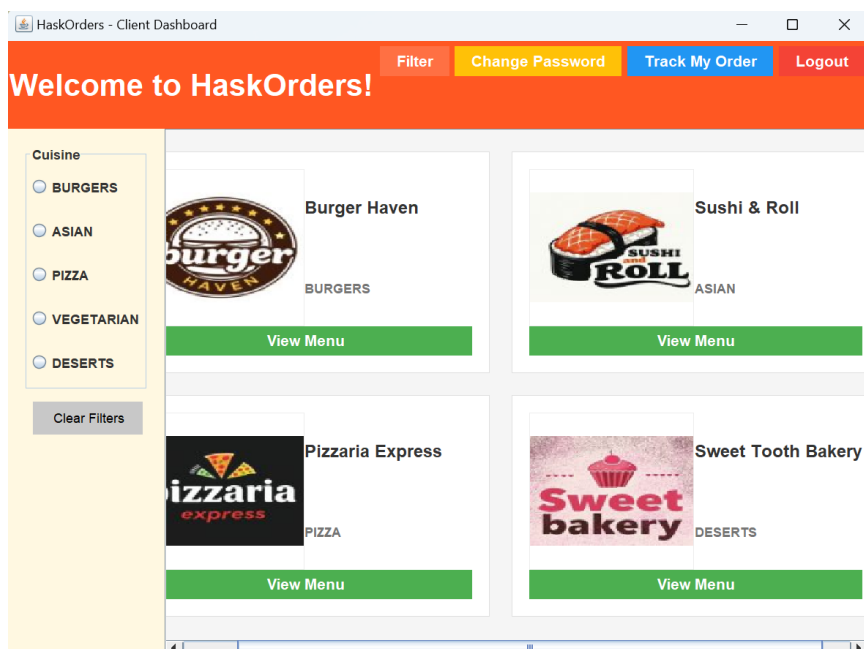 HaskOrders - Client Dashboard
Filter Change Password Track My Order Logout
Welcome to HaskOrders!
Cuisine
BURGERS
ASIAN
PIZZA
VEGETARIAN
DESERTS
Clear Filters
burger
HAVEN
Burger Haven
BURGERS
View Menu
SUSHI
and
ROLL
Sushi & Roll
ASIAN
View Menu
izzaria
express
Pizzaria Express
PIZZA
View Menu
Sweet
bakery
Sweet Tooth Bakery
DESERTS
View Menu